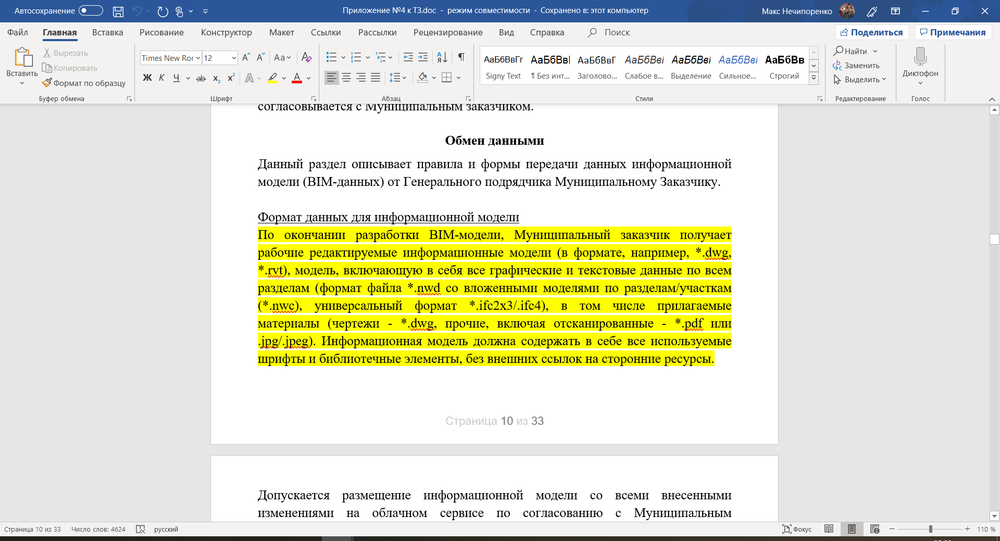 Автосохранение
Приложение №4 к ТЗ.doc - режим совместимости - Сохранено в: этот компьютер
Макс Нечипоренко
Файл Главная Вставка Рисование Конструктор Макет Ссылки Рассылки Рецензирование Вид Справка Поиск
Поделиться Примечания
Вставить
Вырезать
Копировать
Формат по образцу
Буфер обмена
Times New Ror 12
Aa
Ж К Ч ab x₂ x² A A
Шрифт
Абзац
АаБбВвГг АаБбВвІ АаБбВвГ АаБбВвІ АаБбВвІ АаБбВвІ АаБбВв
Signy Text ¶ Без инт... Заголово... Слабое в... Выделение Сильное... Строгий
Стили
Найти
Заменить
Выделить
Редактирование
Диктофон
Голос
согласовывается с Муниципальным заказчиком.
Обмен данными
Данный раздел описывает правила и формы передачи данных информационной
модели (BIM-данных) от Генерального подрядчика Муниципальному Заказчику.
Формат данных для информационной модели
По окончании разработки BIM-модели, Муниципальный заказчик получает
рабочие редактируемые информационные модели (в формате, например, *.dwg,
*.rvt), модель, включающую в себя все графические и текстовые данные по всем
разделам (формат файла *.nwd со вложенными моделями по разделам/участкам
(*.nwc), универсальный формат *.ifc2x3/.ifc4), в том числе прилагаемые
материалы (чертежи - *.dwg, прочие, включая отсканированные - *.pdf или
.jpg/.jpeg). Информационная модель должна содержать в себе все используемые
шрифты и библиотечные элементы, без внешних ссылок на сторонние ресурсы.
Страница 10 из 33
Допускается размещение информационной модели со всеми внесенными
изменениями на облачном сервисе по согласованию с Муниципальным
Страница 10 из 33 Число слов: 4624 русский
Фокус
110 %